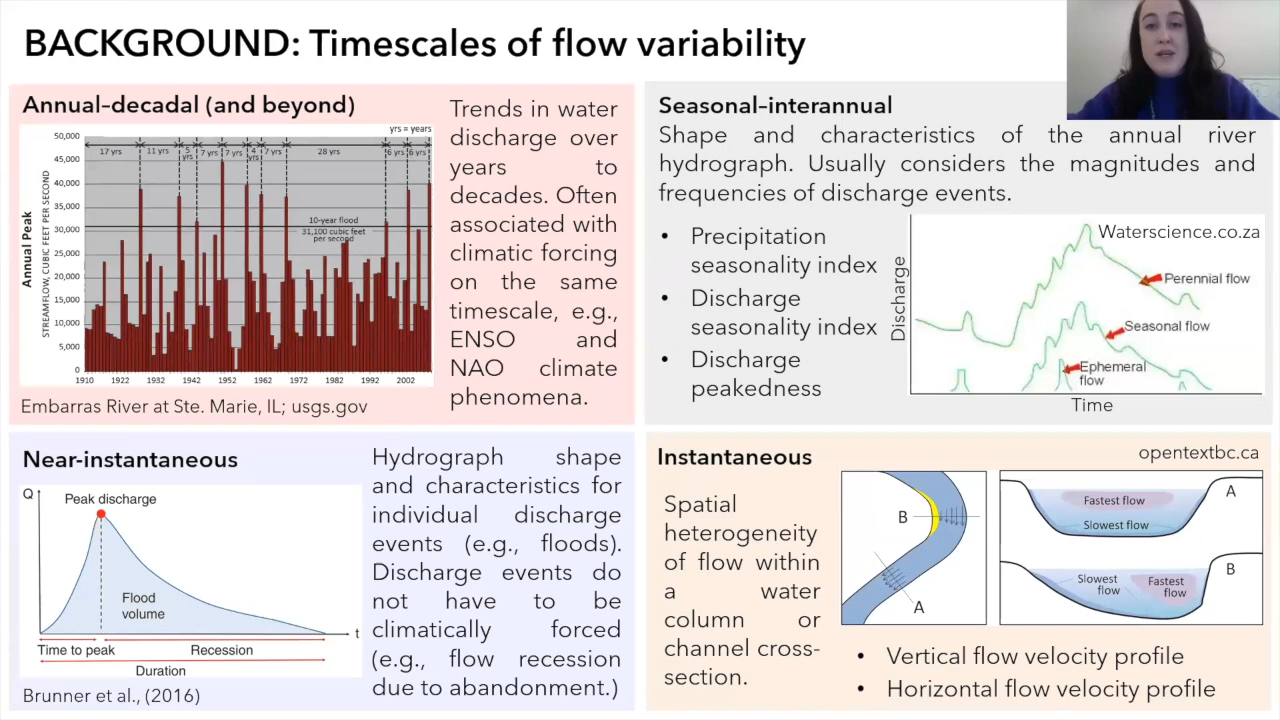 BACKGROUND: Timescales of flow variability
Annual–decadal (and beyond)
yrs = years
50,000
45,000
40,000
35,000
30,000
25,000
20,000
15,000
10,000
5,000
0
Annual Peak
STREAMFLOW, CUBIC FEET PER SECOND
17 yrs
11 yrs
5 yrs
7 yrs
7 yrs
4 yrs
7 yrs
28 yrs
6 yrs
6 yrs
10-year flood
31,100 cubic feet
per second
1910 1922 1932 1942 1952 1962 1972 1982 1992 2002
Embarras River at Ste. Marie, IL; usgs.gov
Trends in water
discharge over
years to
decades. Often
associated with
climatic forcing
on the same
timescale, e.g.,
ENSO and
NAO climate
phenomena.
Seasonal–interannual
Shape and characteristics of the annual river
hydrograph. Usually considers the magnitudes and
frequencies of discharge events.
• Precipitation
seasonality index
• Discharge
seasonality index
• Discharge
peakedness
Waterscience.co.za
Discharge
Perennial flow
Seasonal flow
Ephemeral
flow
Time
Near-instantaneous
Q
Peak discharge
Flood
volume
t
Time to peak
Recession
Duration
Brunner et al., (2016)
Hydrograph shape
and characteristics for
individual discharge
events (e.g., floods).
Discharge events do
not have to be
climatically forced
(e.g., flow recession
due to abandonment.)
Instantaneous
opentextbc.ca
Spatial
heterogeneity
of flow within
a water
column or
channel cross-
section.
B
A
Fastest flow
Slowest flow
A
Slowest
flow
Fastest
flow
B
• Vertical flow velocity profile
• Horizontal flow velocity profile